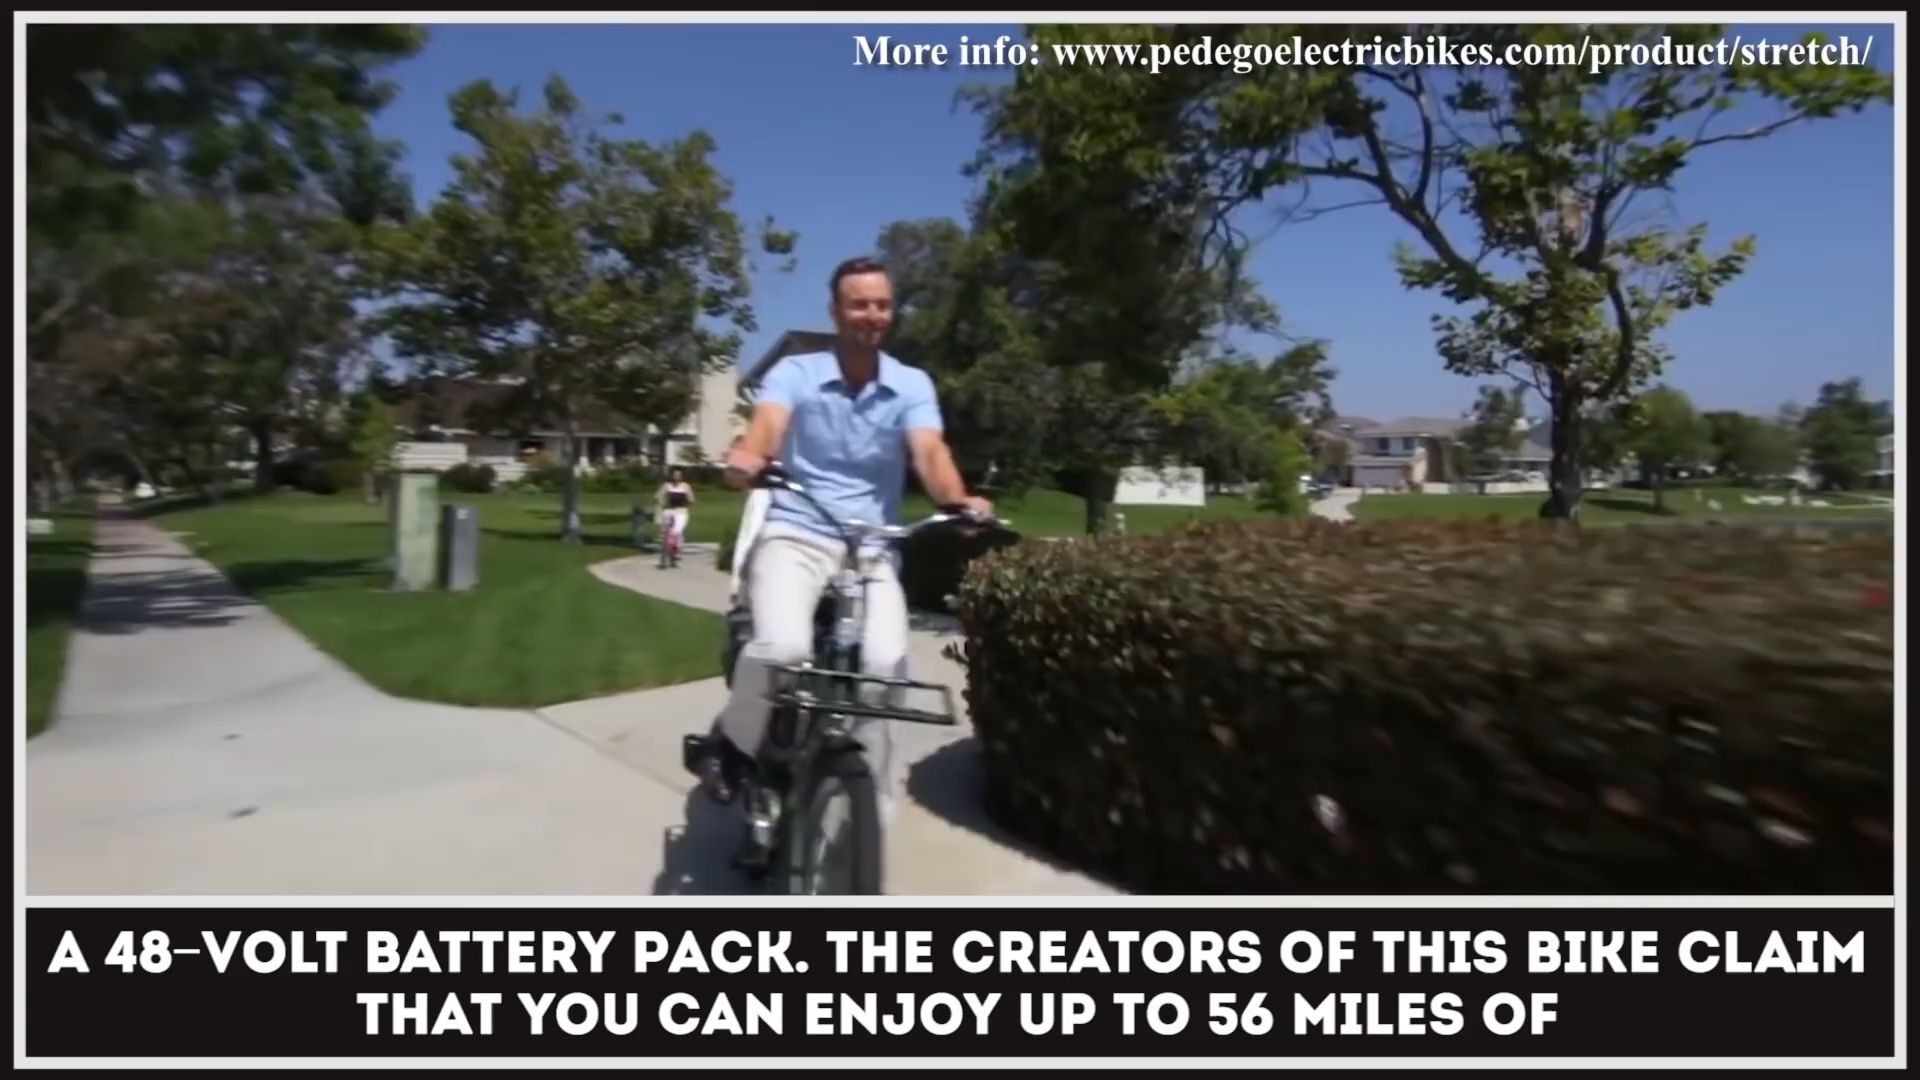 More info: www.pedegoelectricbikes.com/product/stretch/
A 48–VOLT BATTERY PACK. THE CREATORS OF THIS BIKE CLAIM
THAT YOU CAN ENJOY UP TO 56 MILES OF